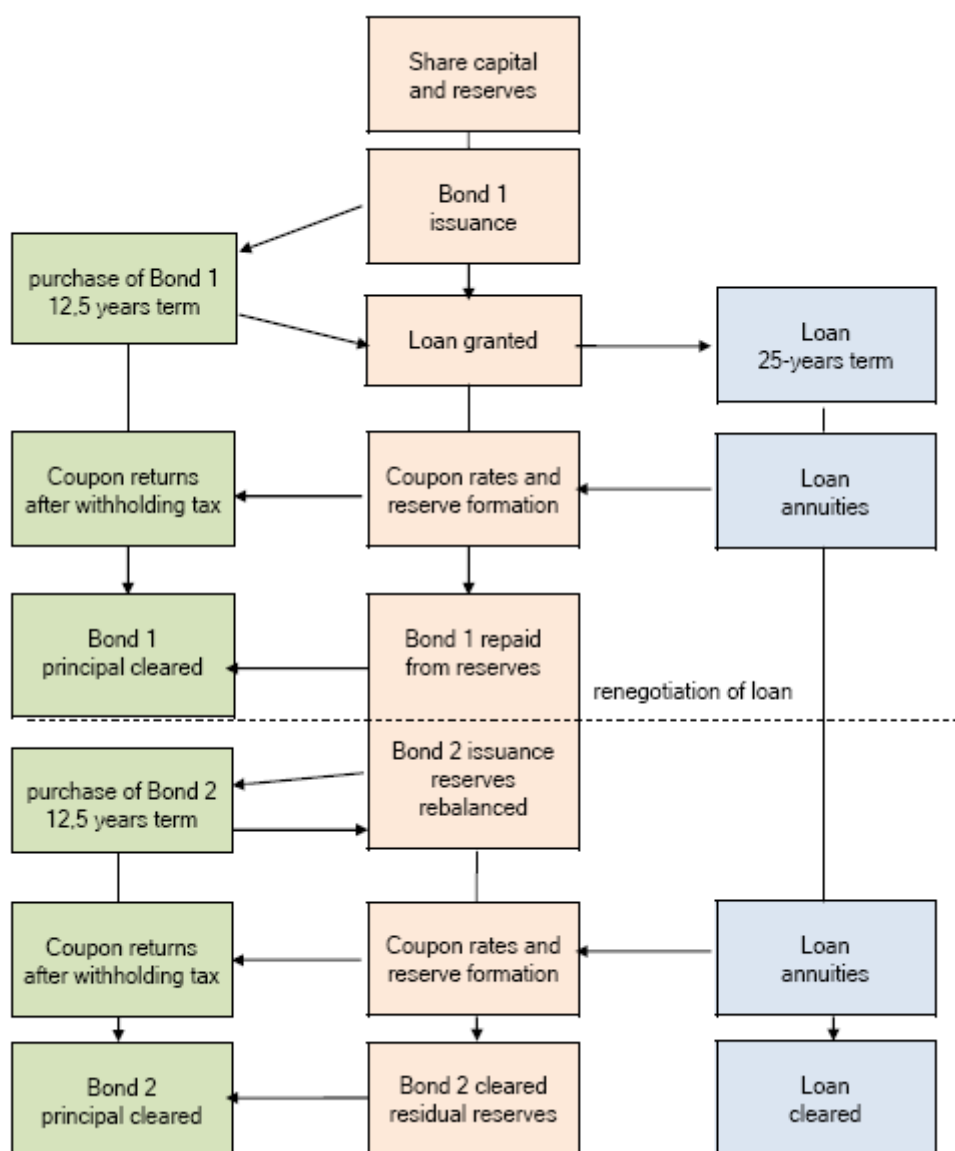 Share capital
and reserves
Bond 1
issuance
purchase of Bond 1
12,5 years term
Loan granted
Loan
25-years term
Coupon returns
after withholding tax
Coupon rates and
reserve formation
Loan
annuities
Bond 1
principal cleared
Bond 1 repaid
from reserves
renegotiation of loan
purchase of Bond 2
12,5 years term
Bond 2 issuance
reserves
rebalanced
Coupon returns
after withholding tax
Coupon rates and
reserve formation
Loan
annuities
Bond 2
principal cleared
Bond 2 cleared
residual reserves
Loan
cleared